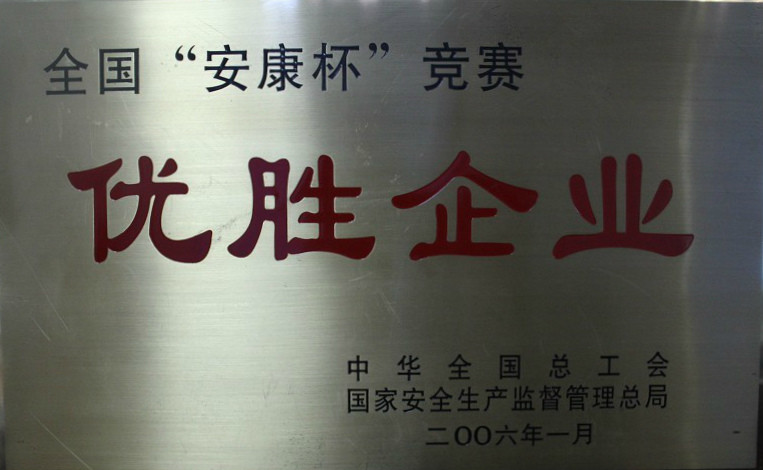 全国“安康杯”竞赛
优胜企业
中华全国总工会
国家安全生产监督管理总局
二OO六年一月